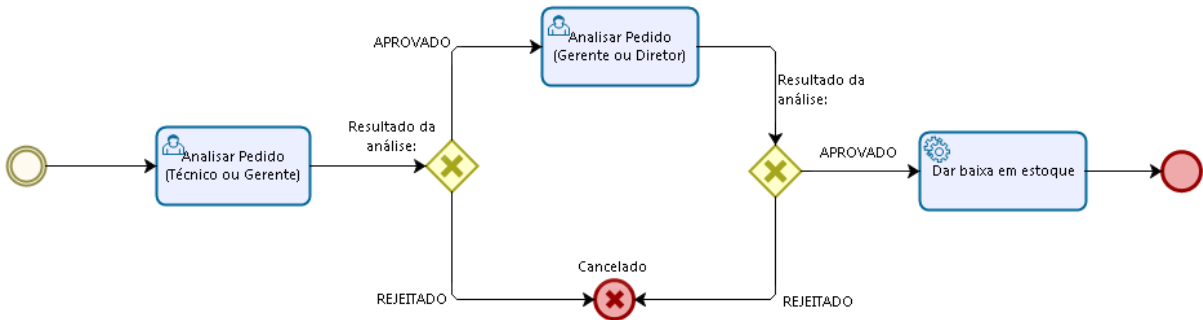 Analisar Pedido
(Técnico ou Gerente)
Resultado da
análise:
APROVADO
Analisar Pedido
(Gerente ou Diretor)
Resultado da
análise:
APROVADO
Dar baixa em estoque
Cancelado
REJEITADO
REJEITADO